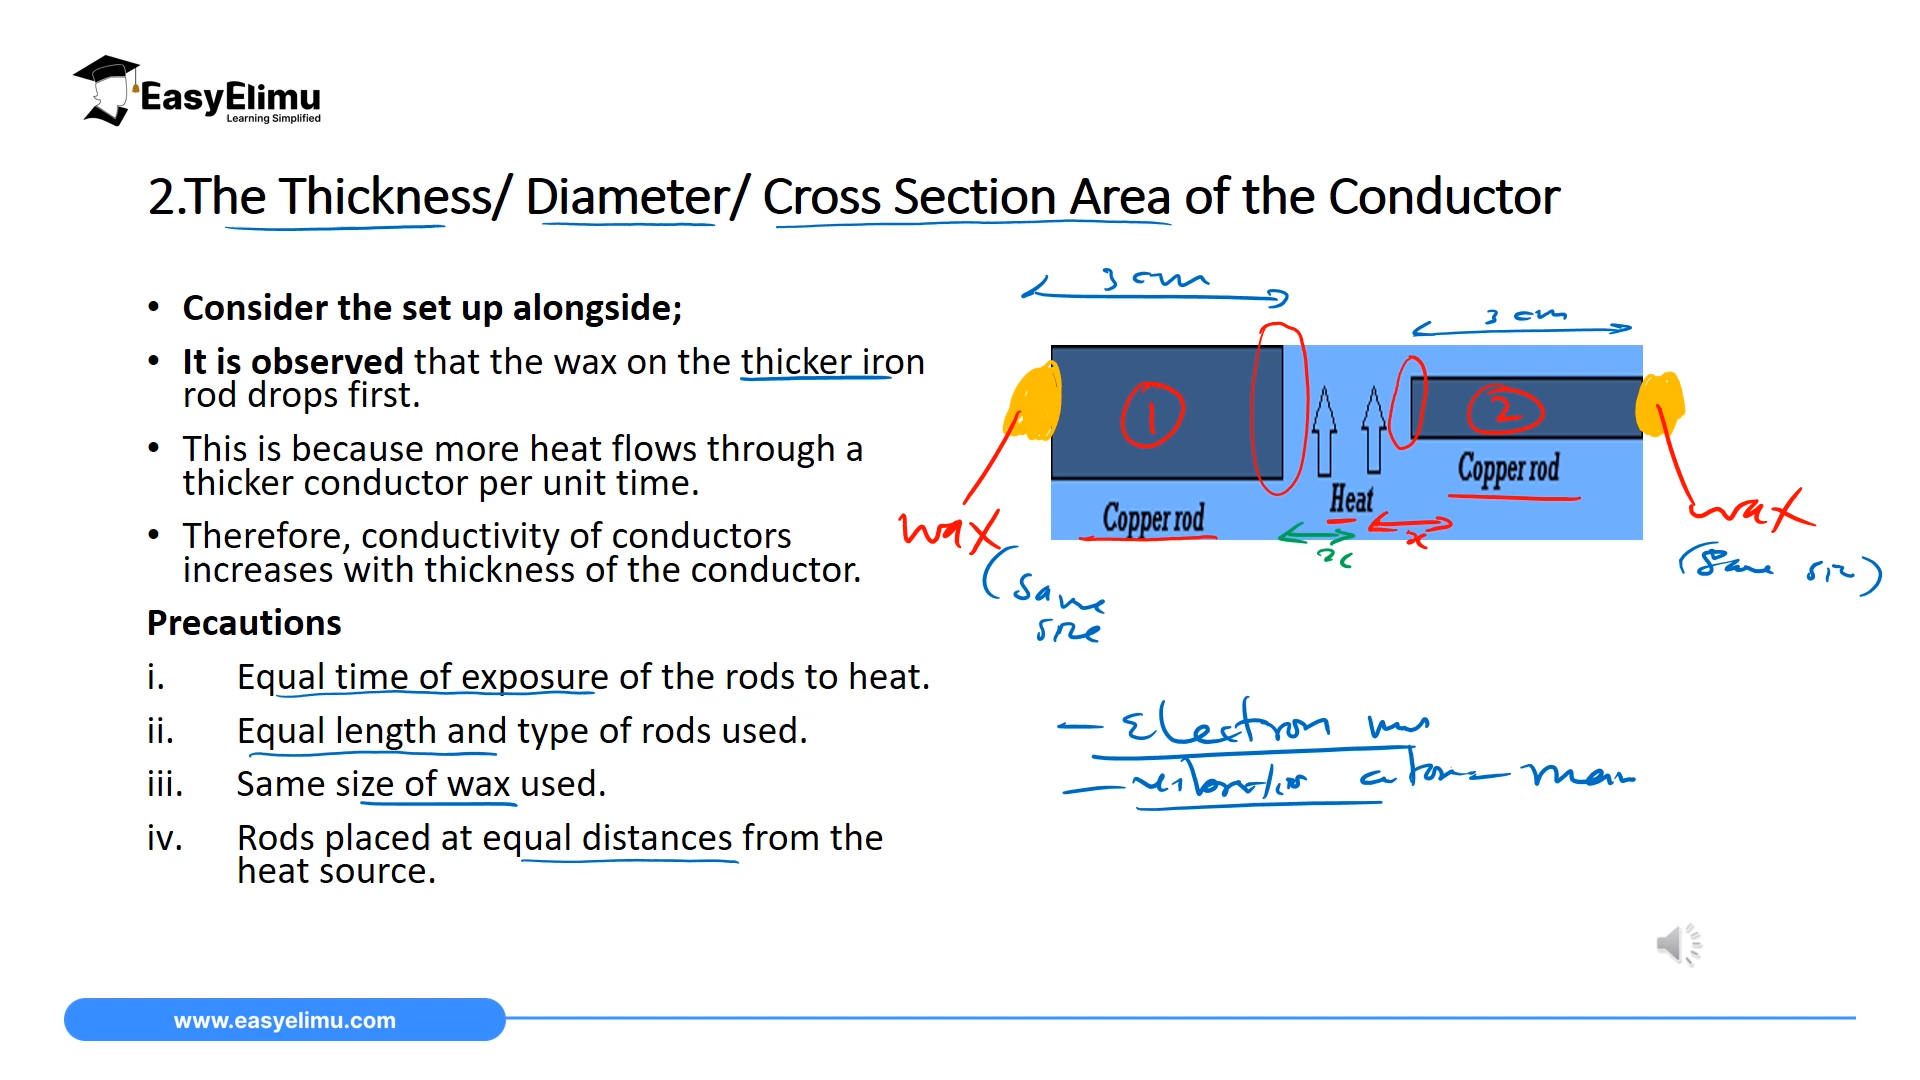 EasyElimu
Learning Simplified
2.The Thickness/ Diameter/ Cross Section Area of the Conductor
• Consider the set up alongside;
• It is observed that the wax on the thicker iron
rod drops first.
• This is because more heat flows through a
thicker conductor per unit time.
• Therefore, conductivity of conductors
increases with thickness of the conductor.
Precautions
i. Equal time of exposure of the rods to heat.
ii. Equal length and type of rods used.
iii. Same size of wax used.
iv. Rods placed at equal distances from the
heat source.
3 cm
3 cm
1
2
Copper rod
Heat
Copper rod
x
x
wax
(same
size
wax
(same size)
— Electron
— vibration atoms
www.easyelimu.com